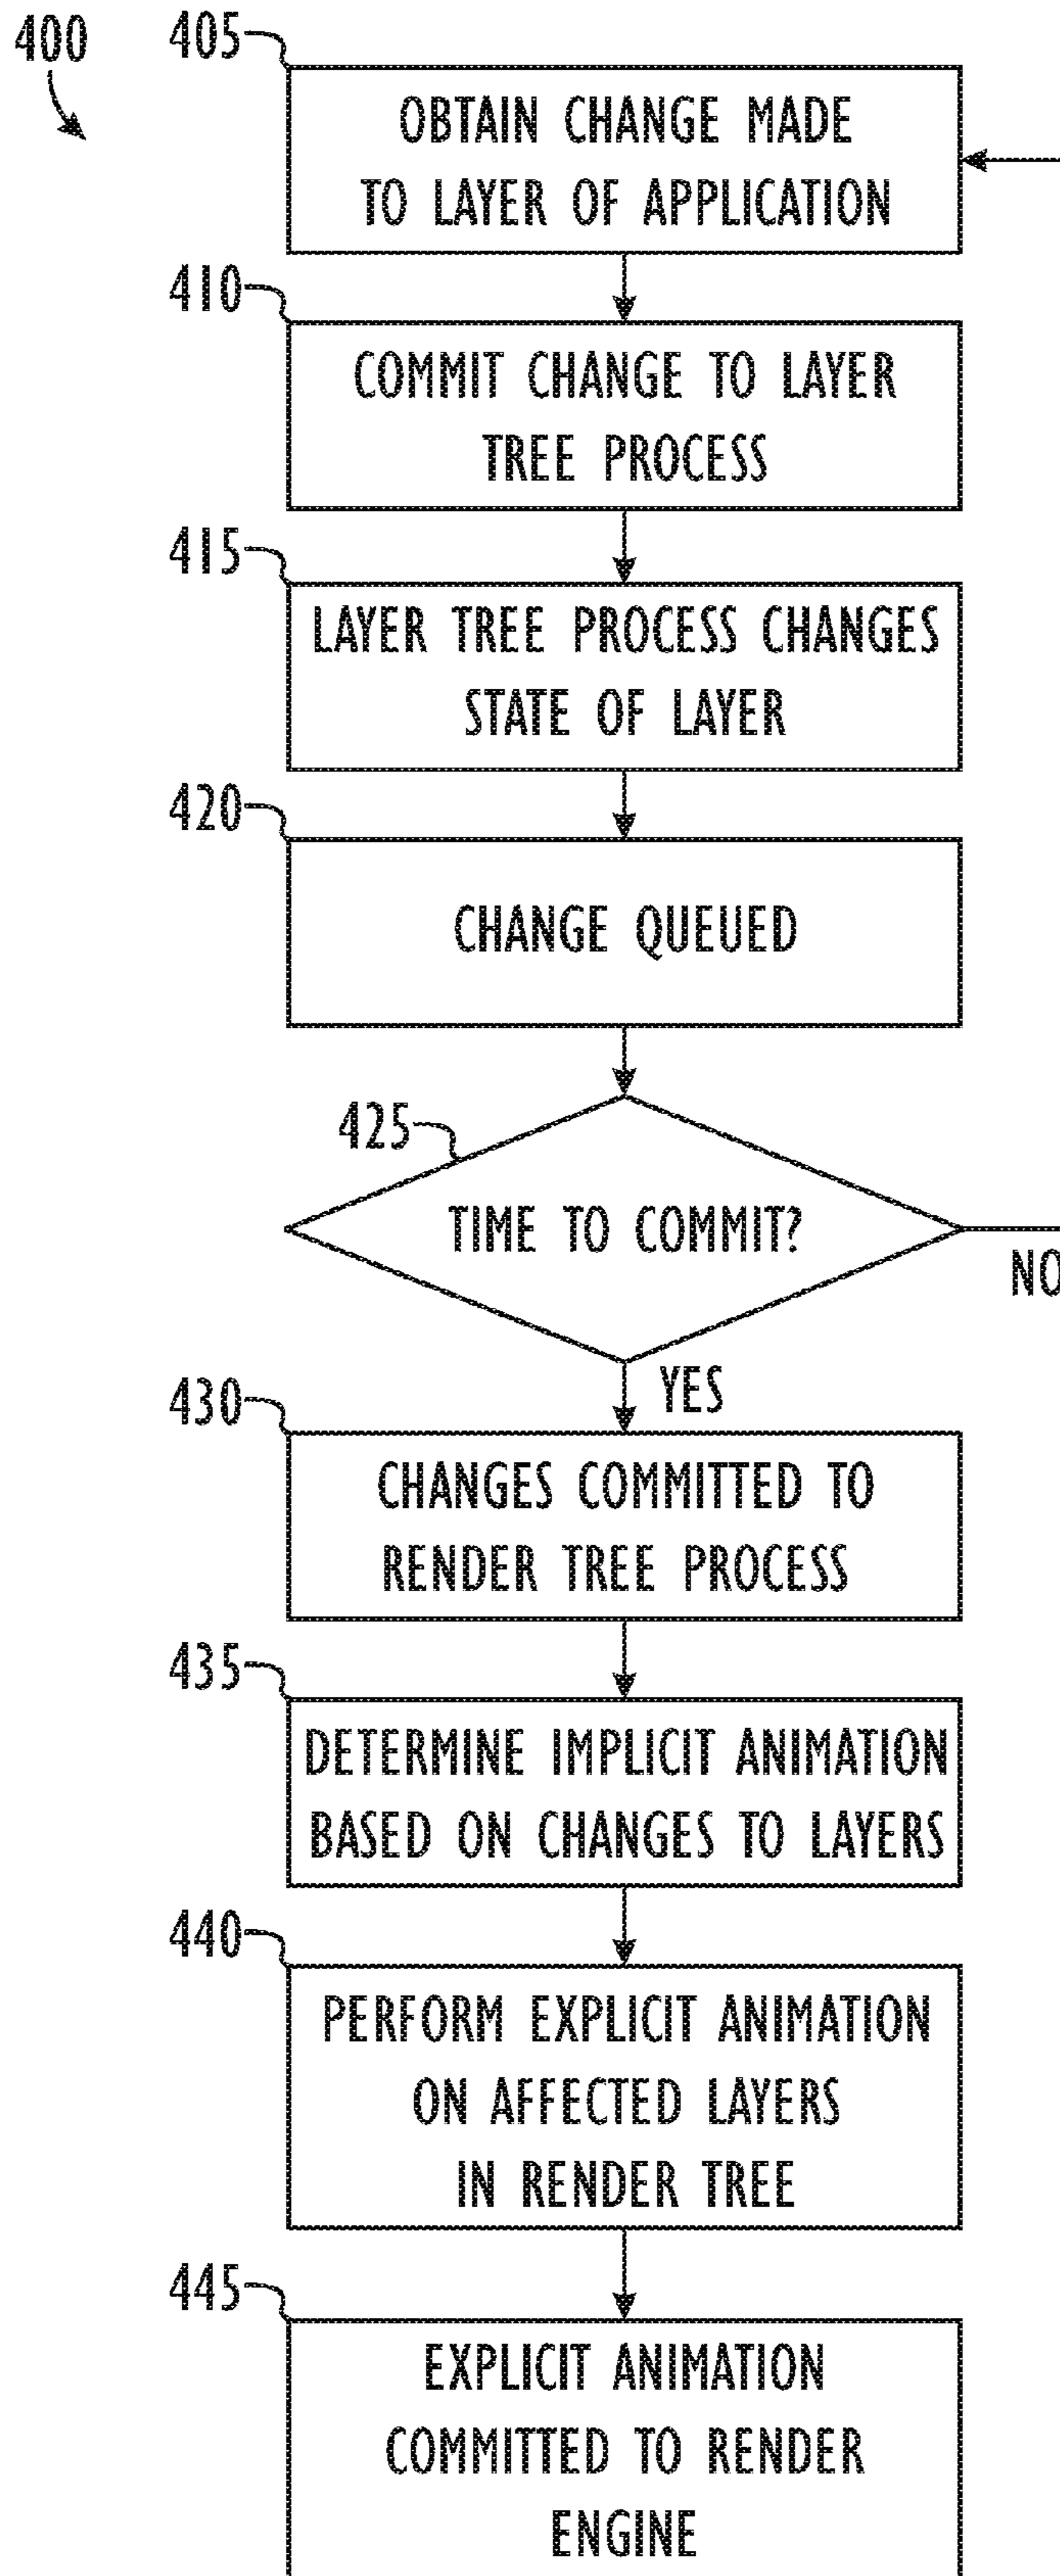 400
405
OBTAIN CHANGE MADE
TO LAYER OF APPLICATION
410
COMMIT CHANGE TO LAYER
TREE PROCESS
415
LAYER TREE PROCESS CHANGES
STATE OF LAYER
420
CHANGE QUEUED
425
TIME TO COMMIT?
NO
YES
430
CHANGES COMMITTED TO
RENDER TREE PROCESS
435
DETERMINE IMPLICIT ANIMATION
BASED ON CHANGES TO LAYERS
440
PERFORM EXPLICIT ANIMATION
ON AFFECTED LAYERS
IN RENDER TREE
445
EXPLICIT ANIMATION
COMMITTED TO RENDER
ENGINE